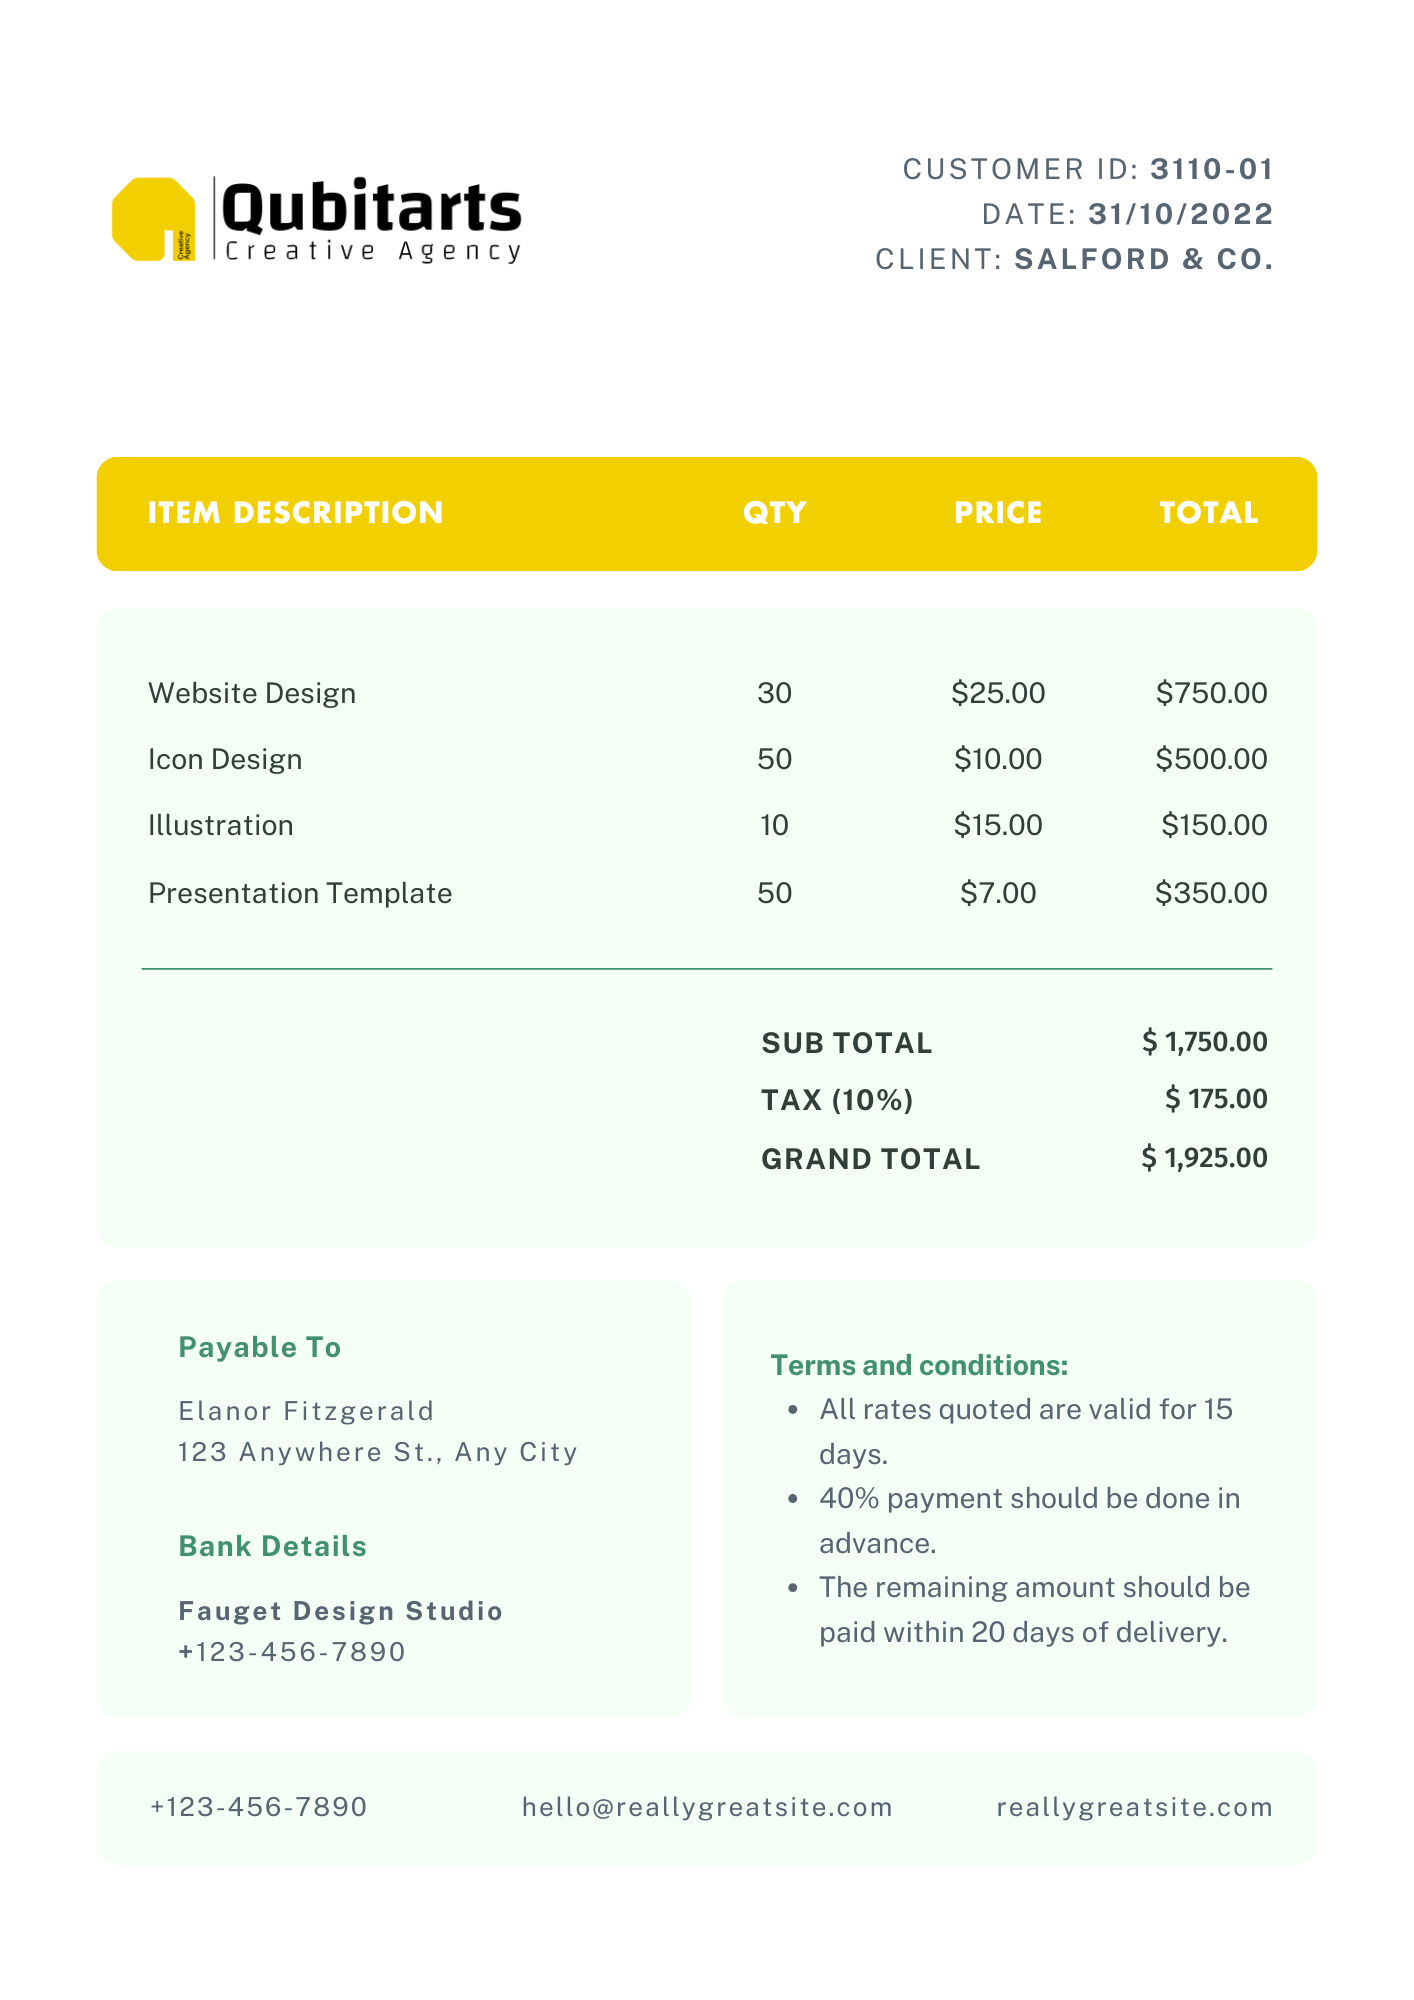 Qubitarts
Creative Agency
Creative
Agency
CUSTOMER ID: 3110-01
DATE: 31/10/2022
CLIENT: SALFORD & CO.
ITEM DESCRIPTION QTY PRICE TOTAL
Website Design 30 $25.00 $750.00
Icon Design 50 $10.00 $500.00
Illustration 10 $15.00 $150.00
Presentation Template 50 $7.00 $350.00
SUB TOTAL $ 1,750.00
TAX (10%) $ 175.00
GRAND TOTAL $ 1,925.00
Payable To
Elanor Fitzgerald
123 Anywhere St., Any City
Bank Details
Fauget Design Studio
+123-456-7890
Terms and conditions:
• All rates quoted are valid for 15
days.
• 40% payment should be done in
advance.
• The remaining amount should be
paid within 20 days of delivery.
+123-456-7890 hello@reallygreatsite.com reallygreatsite.com